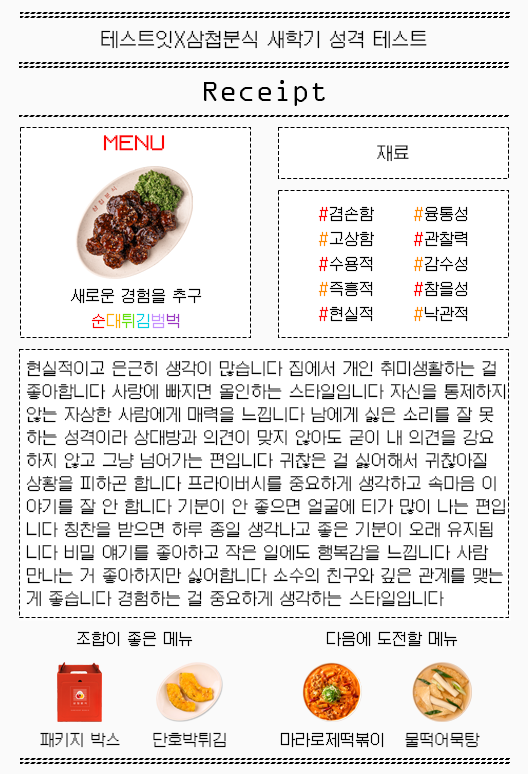 테스트잇X삼첩분식 새학기 성격 테스트
Receipt
MENU
새로운 경험을 추구
순대튀김범벅
재료
#겸손함 #융통성
#고상함 #관찰력
#수용적 #감수성
#즉흥적 #참을성
#현실적 #낙관적
현실적이고 은근히 생각이 많습니다 집에서 개인 취미생활하는 걸
좋아합니다 사랑에 빠지면 올인하는 스타일입니다 자신을 통제하지
않는 자상한 사람에게 매력을 느낍니다 남에게 싫은 소리를 잘 못
하는 성격이라 상대방과 의견이 맞지 않아도 굳이 내 의견을 강요
하지 않고 그냥 넘어가는 편입니다 귀찮은 걸 싫어해서 귀찮아질
상황을 피하곤 합니다 프라이버시를 중요하게 생각하고 속마음 이
야기를 잘 안 합니다 기분이 안 좋으면 얼굴에 티가 많이 나는 편입
니다 칭찬을 받으면 하루 종일 생각나고 좋은 기분이 오래 유지됩
니다 비밀 얘기를 좋아하고 작은 일에도 행복감을 느낍니다 사람
만나는 거 좋아하지만 싫어합니다 소수의 친구와 깊은 관계를 맺는
게 좋습니다 경험하는 걸 중요하게 생각하는 스타일입니다
조합이 좋은 메뉴
다음에 도전할 메뉴
패키지 박스
단호박튀김
마라로제떡볶이
물떡어묵탕